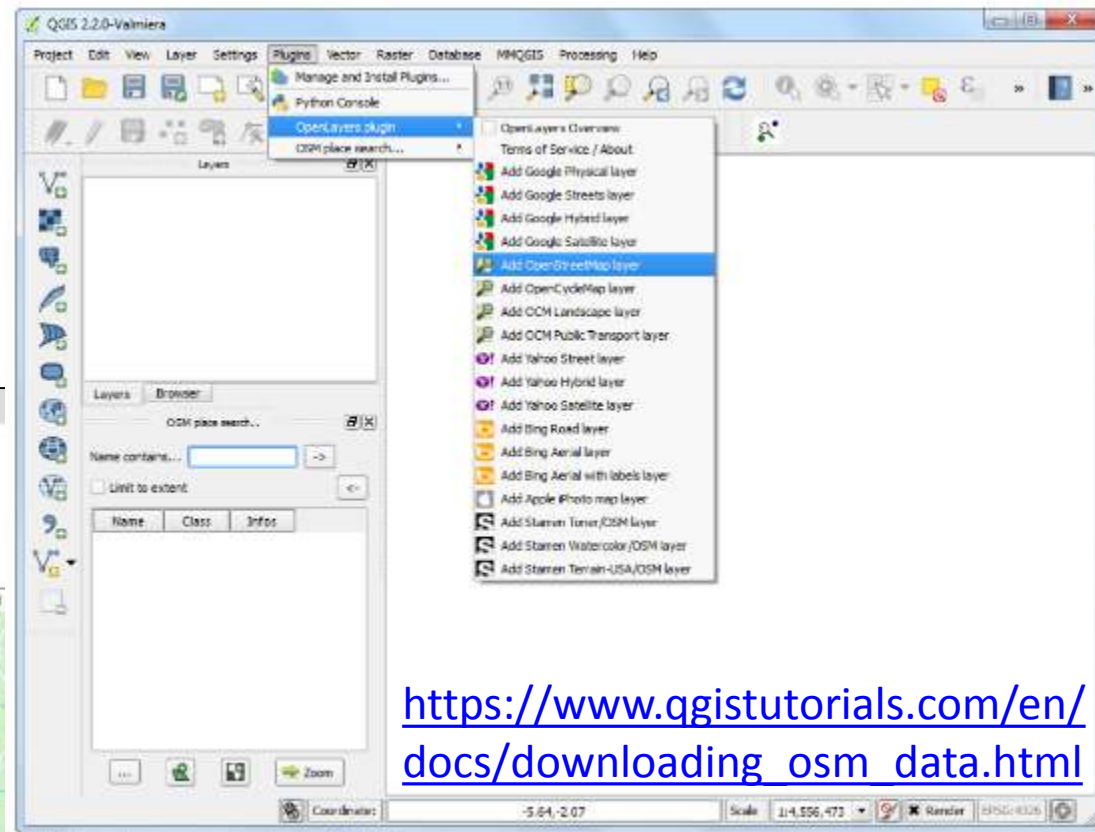 QGIS 2.2.0-Valmiera
Project Edit View Layer Settings Plugins Vector Raster Database MMQGIS Processing Help
Manage and Install Plugins...
Python Console
OpenLayers plugin
OSM place search...
OpenLayers Overview
Terms of Service / About
Add Google Physical layer
Add Google Streets layer
Add Google Hybrid layer
Add Google Satellite layer
Add OpenStreetMap layer
Add OpenCycleMap layer
Add OCM Landscape layer
Add OCM Public Transport layer
Add Yahoo Street layer
Add Yahoo Hybrid layer
Add Yahoo Satellite layer
Add Bing Road layer
Add Bing Aerial layer
Add Bing Aerial with labels layer
Add Apple iPhoto map layer
Add Stamen Toner/OSM layer
Add Stamen Watercolor/OSM layer
Add Stamen Terrain-USA/OSM layer
Layers
Layers Browser
OSM place search...
Name contains... ->
Limit to extent <-
Name Class Infos
... Zoom
https://www.qgistutorials.com/en/
docs/downloading_osm_data.html
Coordinate: -5.64,-2.07 Scale 1:4,556,473 Render EPSG:4326